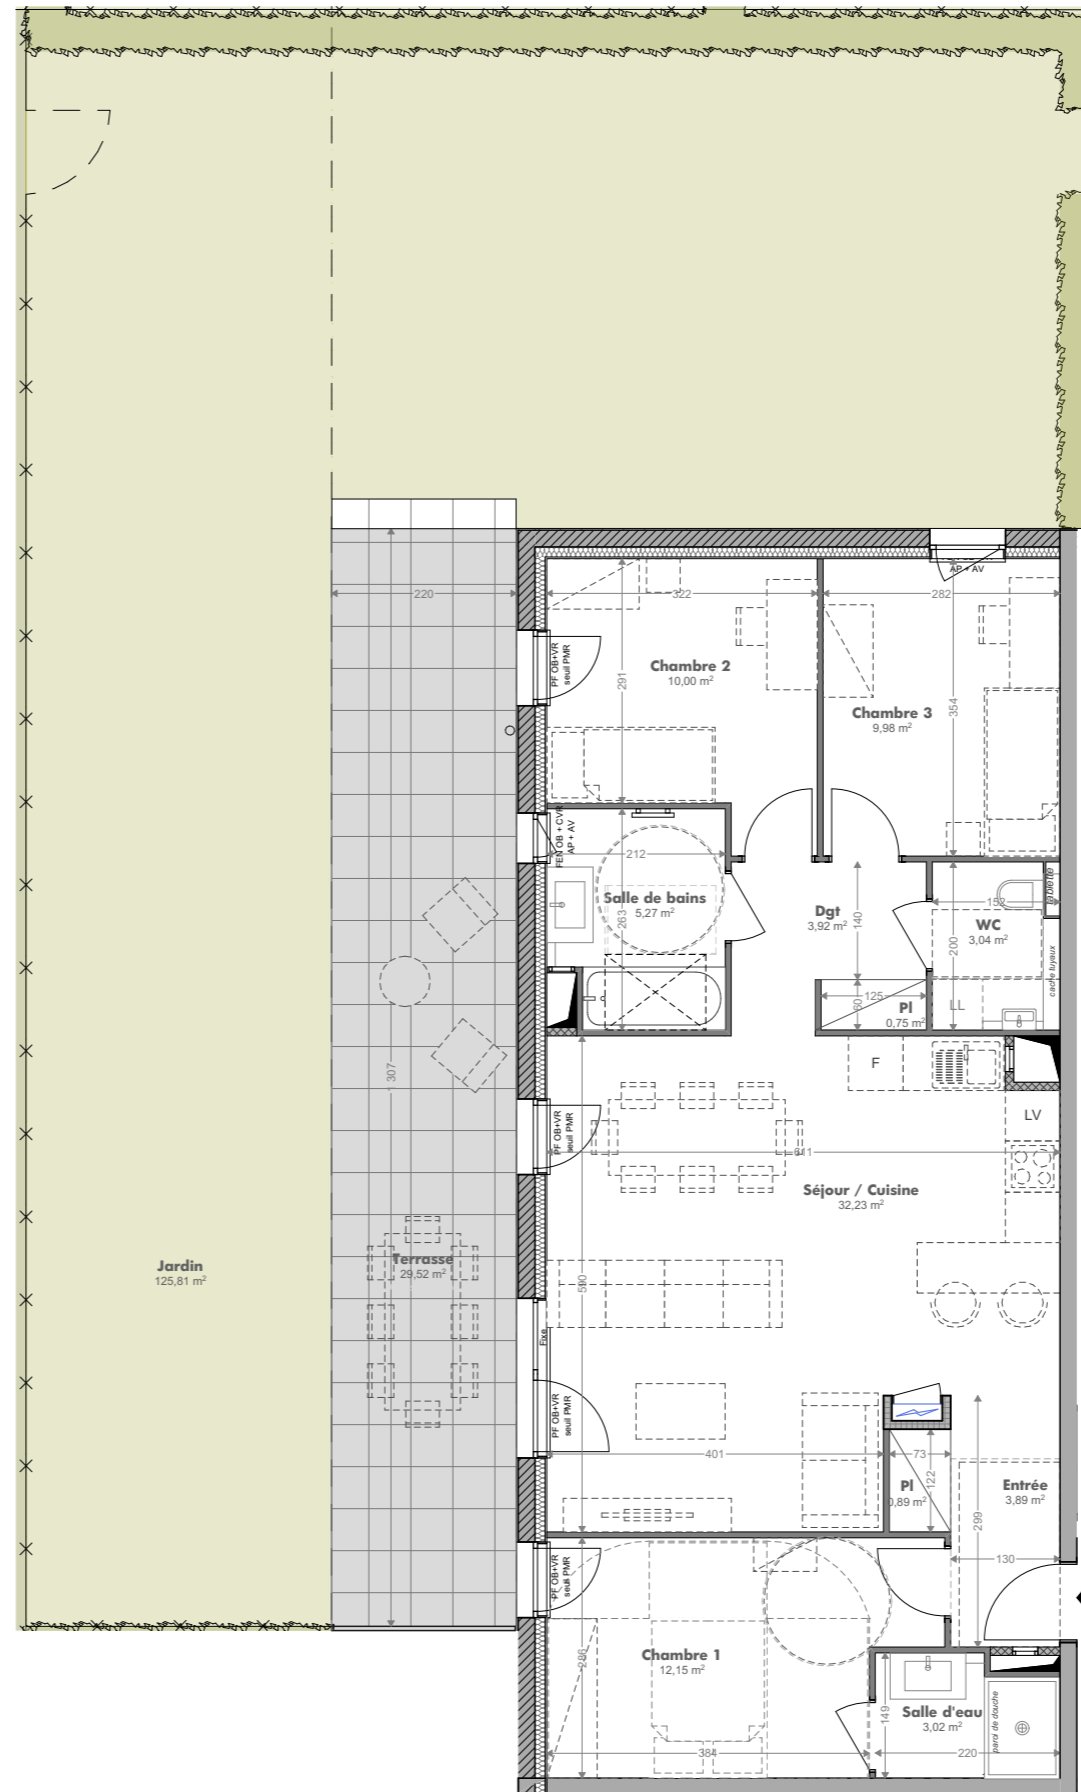 AP + AV
220
322
282
PF OB+VR
seuil PMR
291
Chambre 2
10,00 m²
354
Chambre 3
9,98 m²
FEN OB + CVR
AP + AV
212
263
Salle de bains
5,27 m²
Dgt
3,92 m²
140
152
tablette
WC
3,04 m²
200
cache tuyaux
125
60
Pl
0,75 m²
LL
1 307
F
LV
PF OB+VR
seuil PMR
611
Séjour / Cuisine
32,23 m²
Jardin
125,81 m²
Terrasse
29,52 m²
590
Fixe
PF OB+VR
seuil PMR
401
73
122
Pl
0,89 m²
Entrée
3,89 m²
299
130
PF OB+VR
seuil PMR
286
Chambre 1
12,15 m²
384
149
Salle d'eau
3,02 m²
paroi de douche
220